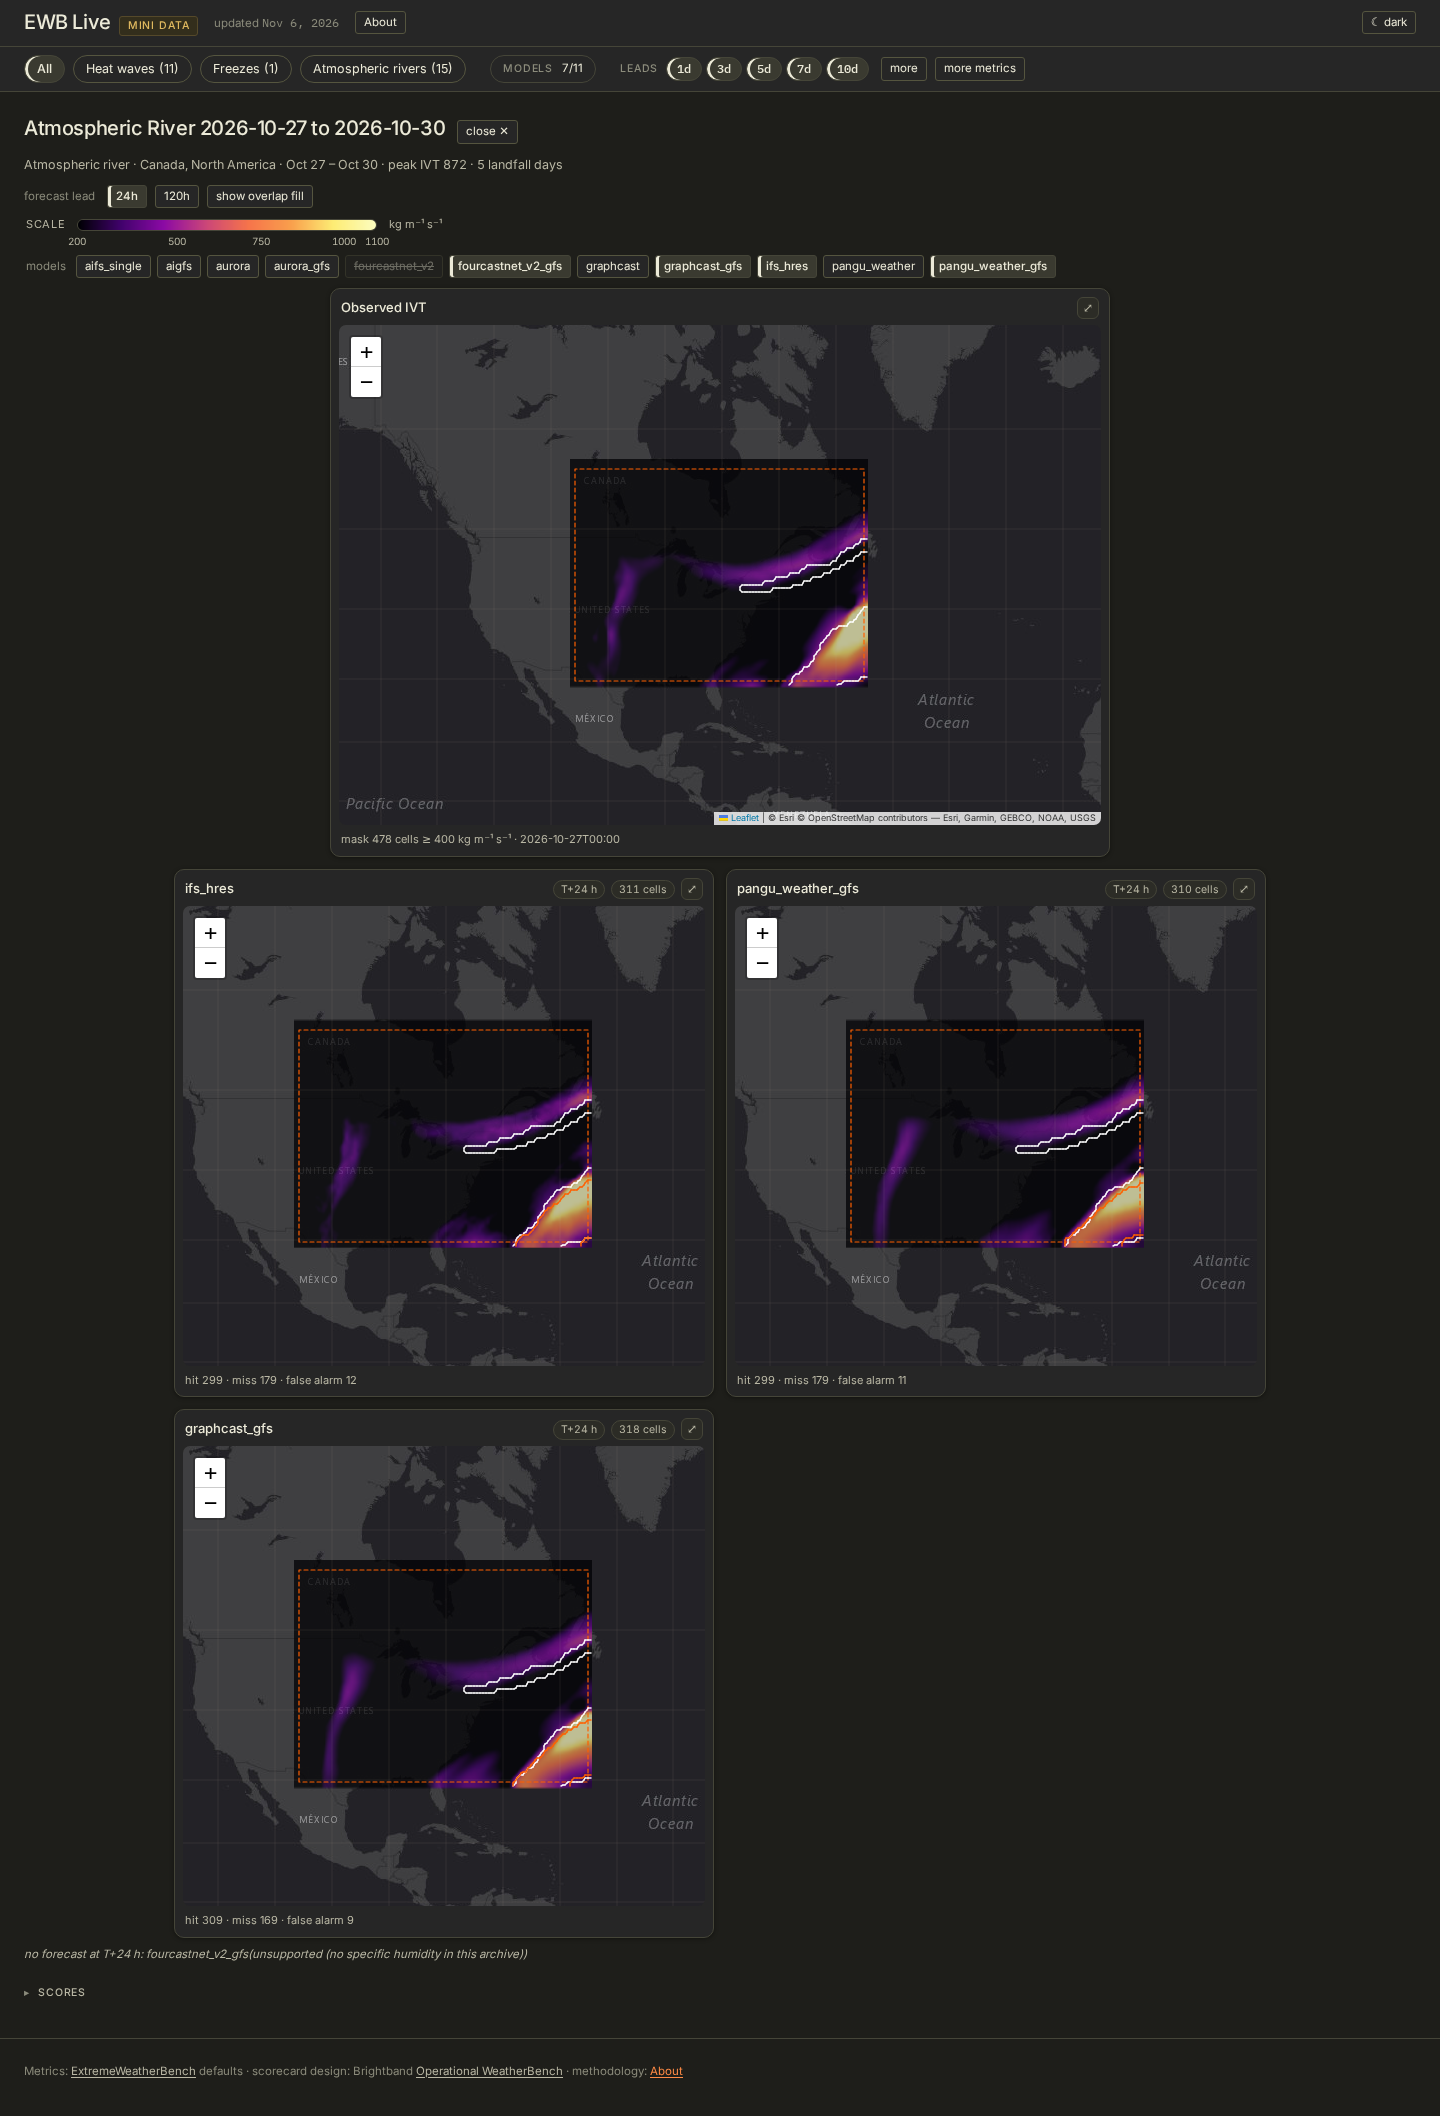 EWB Live MINI DATA updated Nov 6, 2026 About ☾ dark
All Heat waves (11) Freezes (1) Atmospheric rivers (15) MODELS 7/11 LEADS 1d 3d 5d 7d 10d more more metrics
Atmospheric River 2026-10-27 to 2026-10-30 close ✕
Atmospheric river · Canada, North America · Oct 27 – Oct 30 · peak IVT 872 · 5 landfall days
forecast lead 24h 120h show overlap fill
SCALE kg m⁻¹ s⁻¹
200 500 750 1000 1100
models aifs_single aigfs aurora aurora_gfs fourcastnet_v2 fourcastnet_v2_gfs graphcast graphcast_gfs ifs_hres pangu_weather pangu_weather_gfs
Observed IVT ⤢
+
ES
−
CANADA
UNITED STATES
Atlantic
Ocean
MÉXICO
Pacific Ocean
Leaflet | © Esri © OpenStreetMap contributors — Esri, Garmin, GEBCO, NOAA, USGS
mask 478 cells ≥ 400 kg m⁻¹ s⁻¹ · 2026-10-27T00:00
ifs_hres T+24 h 311 cells ⤢
+
−
CANADA
UNITED STATES
Atlantic
Ocean
MÉXICO
hit 299 · miss 179 · false alarm 12
pangu_weather_gfs T+24 h 310 cells ⤢
+
−
CANADA
UNITED STATES
Atlantic
Ocean
MÉXICO
hit 299 · miss 179 · false alarm 11
graphcast_gfs T+24 h 318 cells ⤢
+
−
CANADA
UNITED STATES
Atlantic
Ocean
MÉXICO
hit 309 · miss 169 · false alarm 9
no forecast at T+24 h: fourcastnet_v2_gfs(unsupported (no specific humidity in this archive))
▸ SCORES
Metrics: ExtremeWeatherBench defaults · scorecard design: Brightband Operational WeatherBench · methodology: About